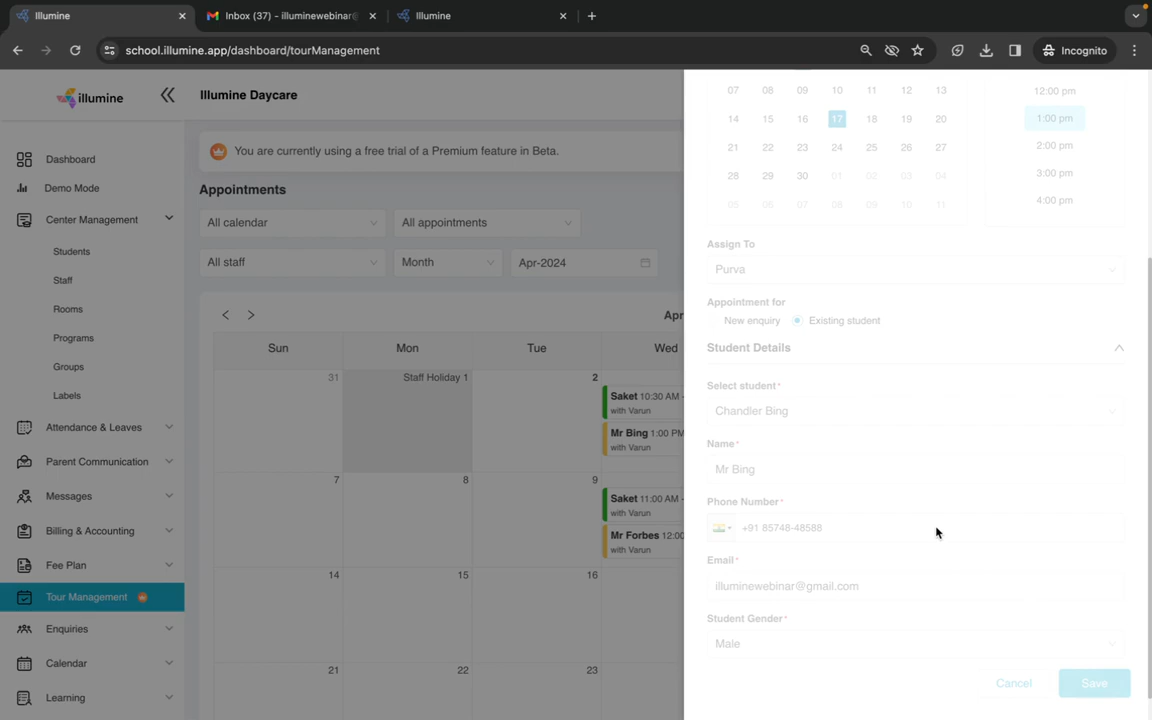 Illumine
Inbox (37) - illuminewebinar@
Illumine
school.illumine.app/dashboard/tourManagement
Incognito
illumine
Illumine Daycare
Dashboard
Demo Mode
Center Management
Students
Staff
Rooms
Programs
Groups
Labels
Attendance & Leaves
Parent Communication
Messages
Billing & Accounting
Fee Plan
Tour Management
Enquiries
Calendar
Learning
You are currently using a free trial of a Premium feature in Beta.
Appointments
All calendar
All appointments
All staff
Month
Apr-2024
Apr
Sun Mon Tue Wed
31 Staff Holiday 1 2
Saket 10:30 AM -
with Varun
Mr Bing 1:00 PM
with Varun
7 8 9
Saket 11:00 AM -
with Varun
Mr Forbes 12:00
with Varun
14 15 16
21 22 23
07 08 09 10 11 12 13
14 15 16 17 18 19 20
21 22 23 24 25 26 27
28 29 30 01 02 03 04
05 06 07 08 09 10 11
12:00 pm
1:00 pm
2:00 pm
3:00 pm
4:00 pm
Assign To
Purva
Appointment for
New enquiry Existing student
Student Details
Select student*
Chandler Bing
Name*
Mr Bing
Phone Number*
+91 85748-48588
Email*
illuminewebinar@gmail.com
Student Gender*
Male
Cancel Save